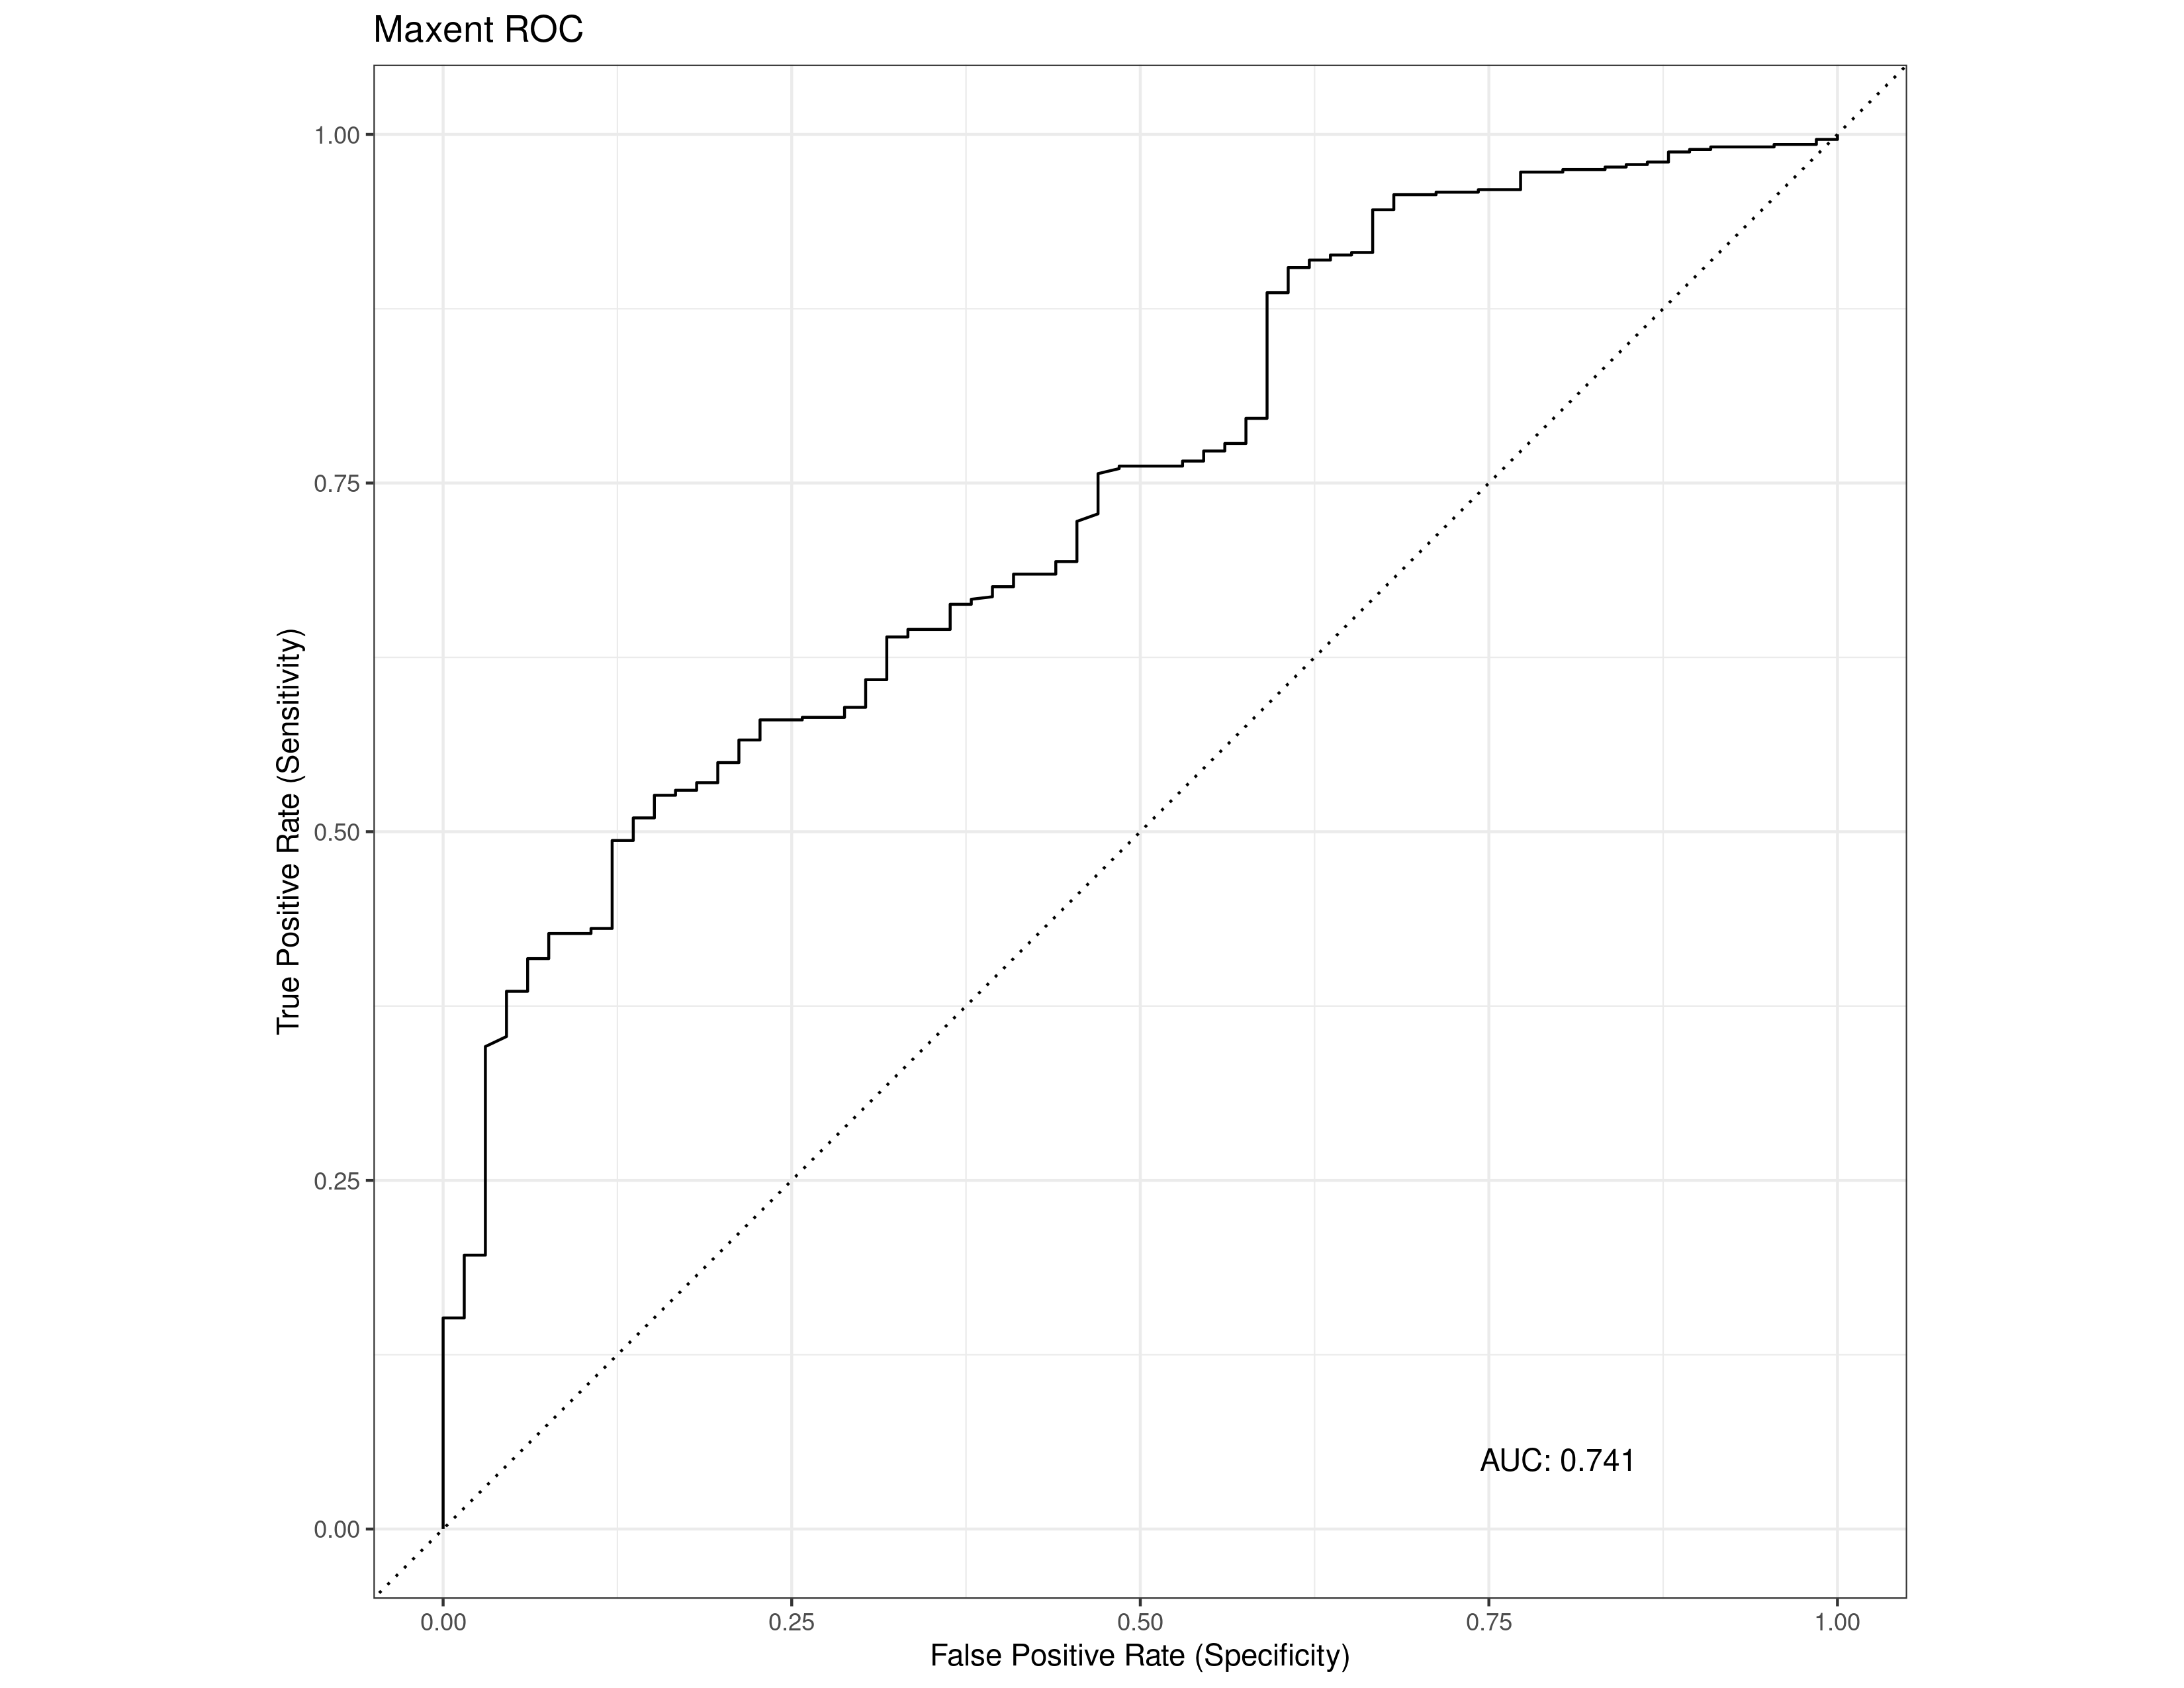 Maxent ROC
True Positive Rate (Sensitivity)
1.00
0.75
0.50
0.25
0.00
AUC: 0.741
0.00 0.25 0.50 0.75 1.00
False Positive Rate (Specificity)